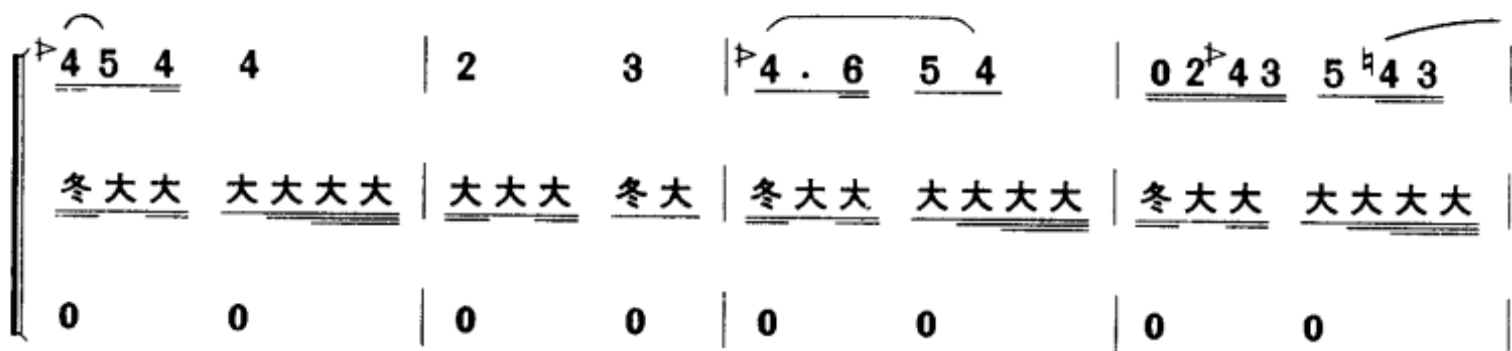 4 5 4 4 | 2 3 | 4 . 6 5 4 | 0 2 4 3 5 ♮4 3 |
冬大大 大大大大 | 大大大 冬大 | 冬大大 大大大大 | 冬大大 大大大大 |
0 0 | 0 0 | 0 0 | 0 0 |